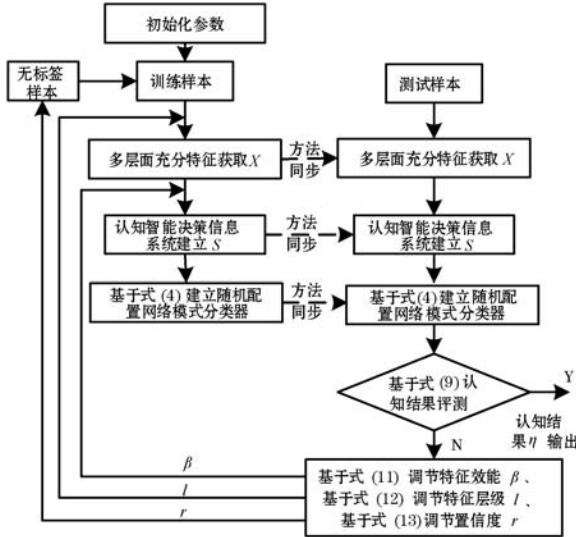 初始化参数
无标签
样本
训练样本
测试样本
多层面充分特征获取X
方法
同步
多层面充分特征获取 X
认知智能决策信息
系统建立 S
方法
同步
认知智能决策信息
系统建立 S
基于式 (4) 建立随机配
置网络模式分类器
方法
同步
基于式(4)建立随机配
置网络模式分类器
基于式 (9) 认
知结果评测
Y
认知结
果η 输出
N
β
l
r
基于式 (11) 调节特征效能 β、
基于式 (12) 调节特征层级 l、
基于式 (13)调节置信度 r